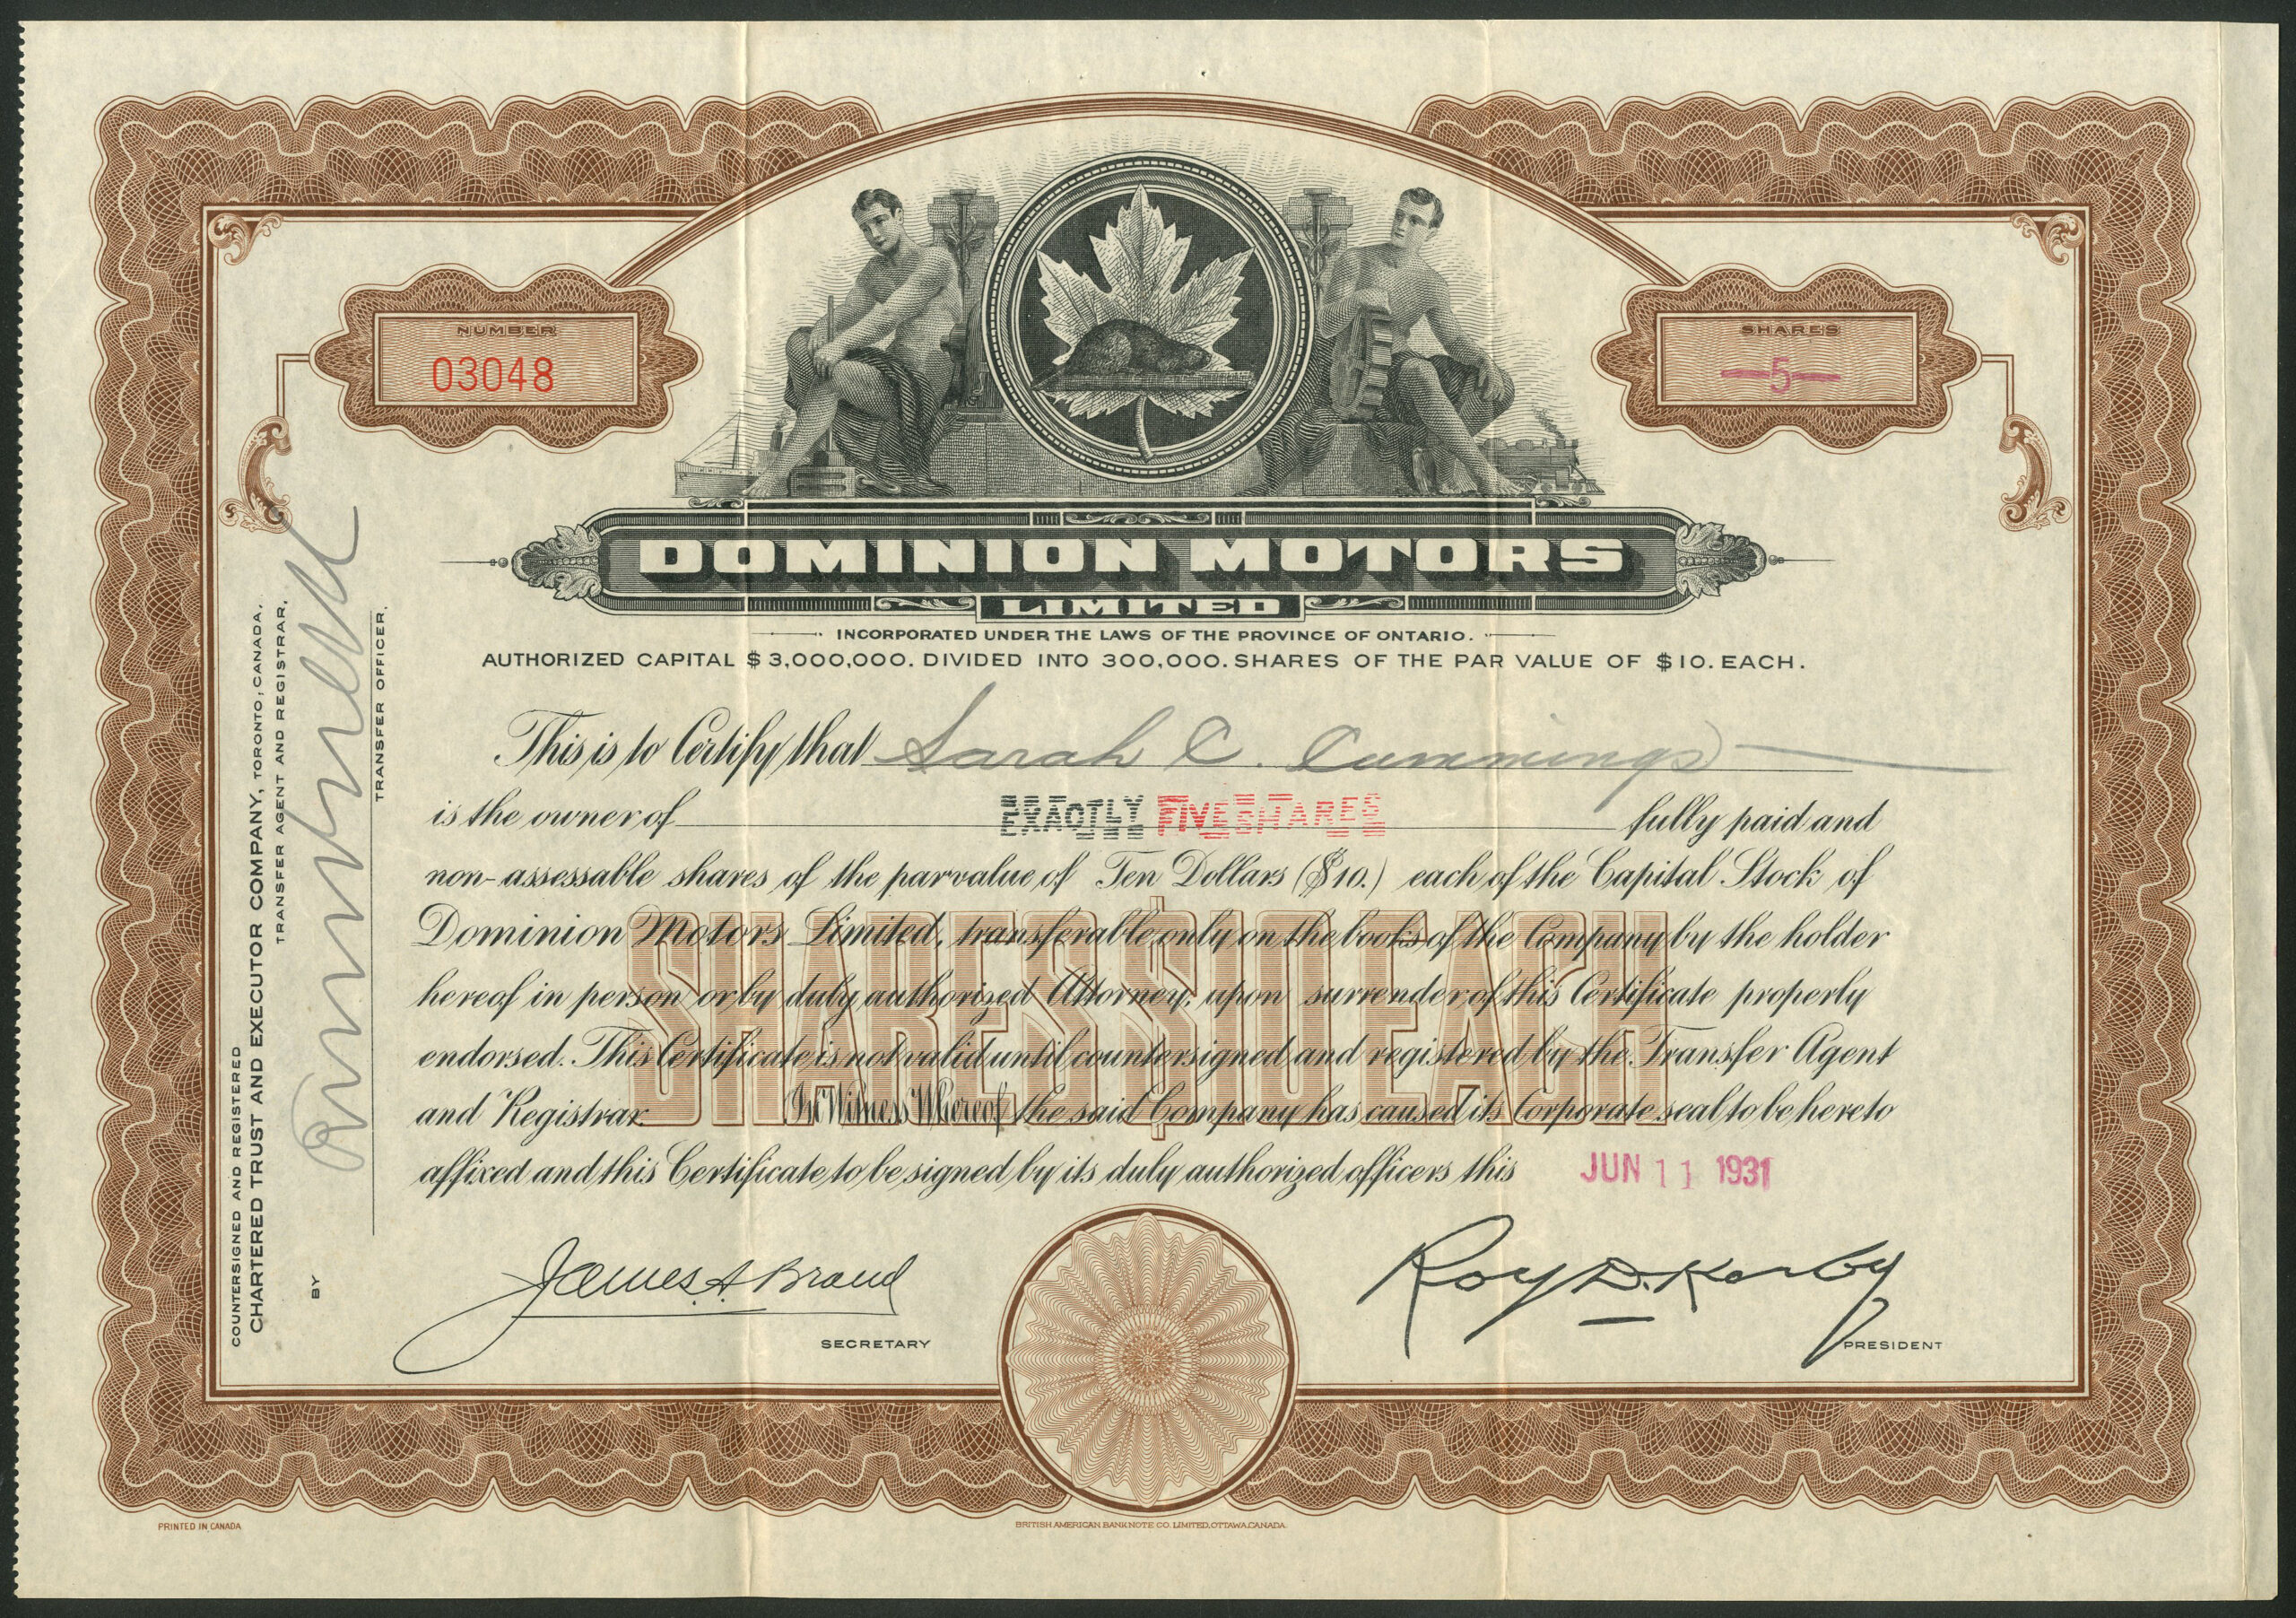 NUMBER
03048
SHARES
5
DOMINION MOTORS
LIMITED
INCORPORATED UNDER THE LAWS OF THE PROVINCE OF ONTARIO.
AUTHORIZED CAPITAL $3,000,000. DIVIDED INTO 300,000. SHARES OF THE PAR VALUE OF $10. EACH.
This is to Certify that Sarah C. Cummings
is the owner of EXACTLY FIVE SHARES fully paid and
non-assessable shares of the par value of Ten Dollars ($10.) each of the Capital Stock of
Dominion Motors Limited, transferable only on the books of the Company by the holder
hereof in person or by duly authorized Attorney, upon surrender of this Certificate properly
endorsed. This Certificate is not valid until countersigned and registered by the Transfer Agent
and Registrar. In Witness Whereof the said Company has caused its Corporate seal to be hereto
affixed and this Certificate to be signed by its duly authorized officers this JUN 11 1931
SHARES $10 EACH
James A Brand
SECRETARY
Roy D. Kerby
PRESIDENT
COUNTERSIGNED AND REGISTERED
CHARTERED TRUST AND EXECUTOR COMPANY, TORONTO, CANADA,
TRANSFER AGENT AND REGISTRAR,
BY
TRANSFER OFFICER.
PRINTED IN CANADA
BRITISH AMERICAN BANK NOTE CO. LIMITED, OTTAWA, CANADA.